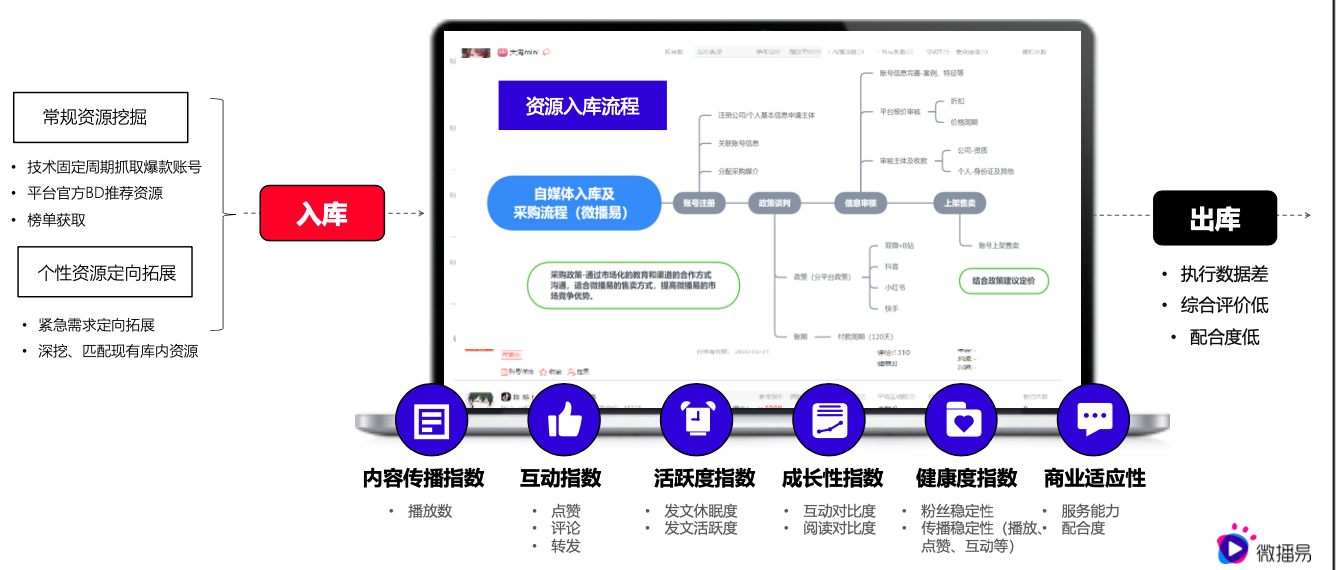 常规资源挖掘
• 技术固定周期抓取爆款账号
• 平台官方BD推荐资源
• 榜单获取
个性资源定向拓展
• 紧急需求定向拓展
• 深挖、匹配现有库内资源
入库
资源入库流程
自媒体入库及
采购流程（微播易）
账号注册
注册公司/个人基本信息申请主体
关联账号信息
分配采购媒介
政策谈判
政策（分平台政策）
双微+B站
抖音
小红书
快手
账期
付款周期（120天）
信息审核
账号信息完善-案例、特征等
平台报价审核
折扣
价格周期
审核主体及收款
公司-资质
个人-身份证及其他
上架售卖
账号上架售卖
采购政策-通过市场化的教育和渠道的合作方式
沟通，适合微播易的售卖方式。提高微播易的市
场竞争优势。
结合政策建议定价
收藏
出库
• 执行数据差
• 综合评价低
• 配合度低
内容传播指数
• 播放数
互动指数
• 点赞
• 评论
• 转发
活跃度指数
• 发文休眠度
• 发文活跃度
成长性指数
• 互动对比度
• 阅读对比度
健康度指数
• 粉丝稳定性
• 传播稳定性（播放、
点赞、互动等）
商业适应性
• 服务能力
• 配合度
微播易